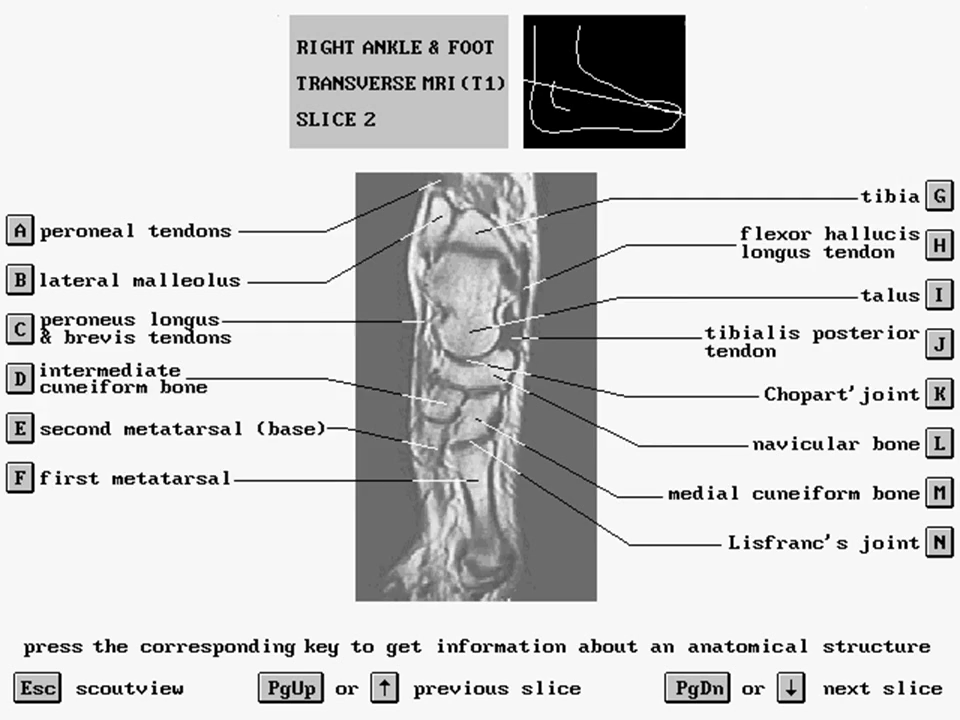 RIGHT ANKLE & FOOT
TRANSVERSE MRI (T1)
SLICE 2
A peroneal tendons
B lateral malleolus
C peroneus longus
& brevis tendons
D intermediate
cuneiform bone
E second metatarsal (base)
F first metatarsal
tibia G
flexor hallucis
longus tendon H
talus I
tibialis posterior
tendon J
Chopart'joint K
navicular bone L
medial cuneiform bone M
Lisfranc's joint N
press the corresponding key to get information about an anatomical structure
Esc scoutview PgUp or ↑ previous slice PgDn or ↓ next slice